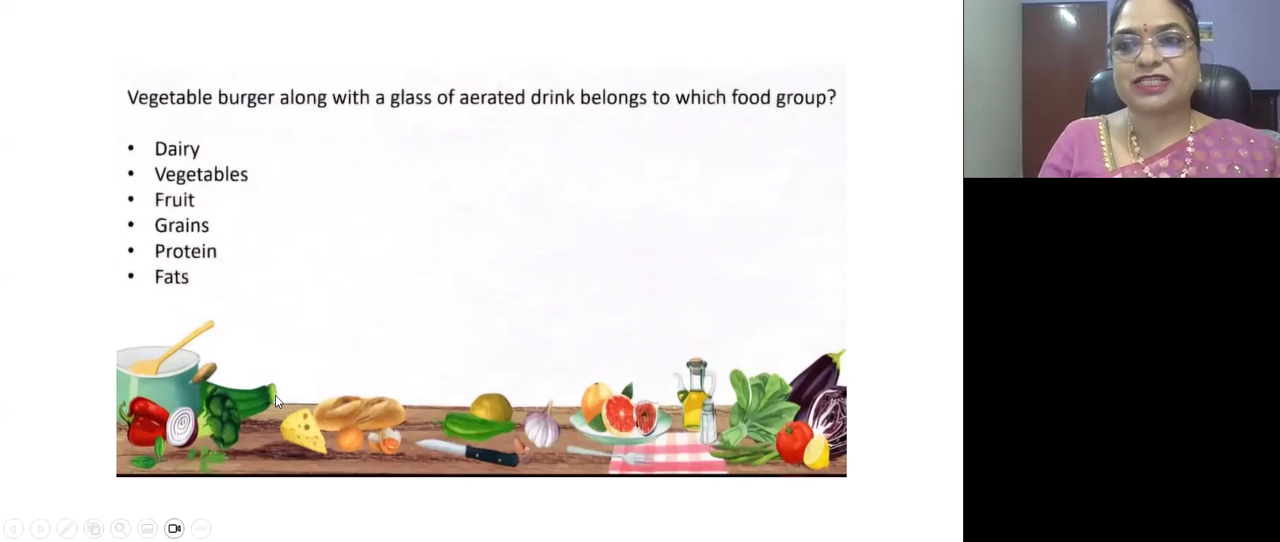 Vegetable burger along with a glass of aerated drink belongs to which food group?
• Dairy
• Vegetables
• Fruit
• Grains
• Protein
• Fats